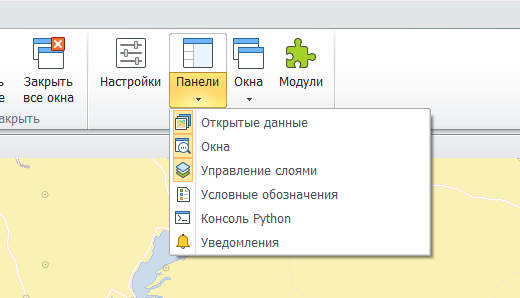 ь
е
Закрыть
все окна
акрыть
Настройки
Панели
Окна
Модули
Открытые данные
Окна
Управление слоями
Условные обозначения
Консоль Python
Уведомления